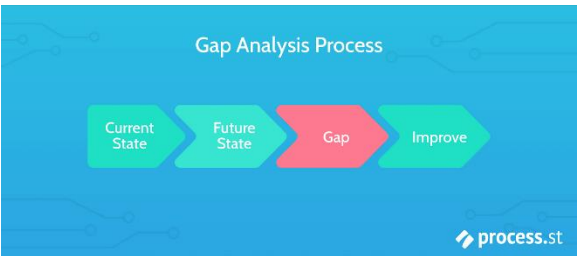 Gap Analysis Process
Current
State
Future
State
Gap
Improve
process.st